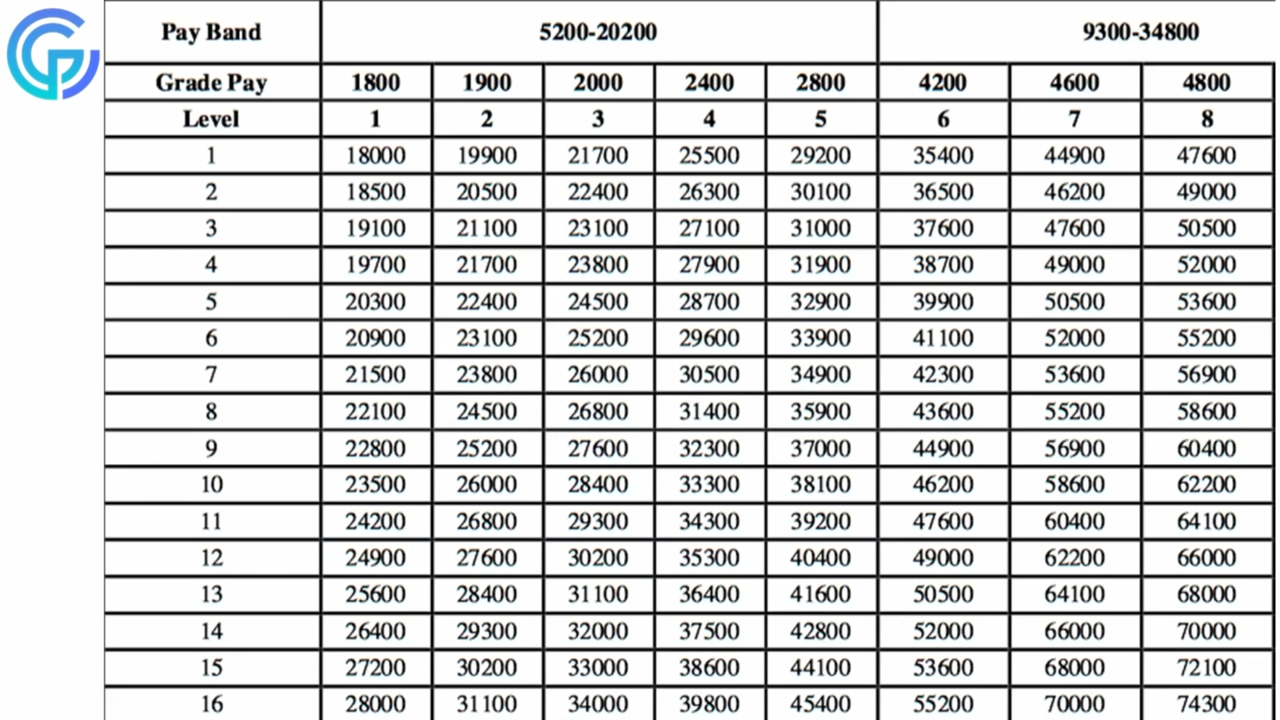 Pay Band 5200-20200 9300-34800
Grade Pay 1800 1900 2000 2400 2800 4200 4600 4800
Level 1 2 3 4 5 6 7 8
1 18000 19900 21700 25500 29200 35400 44900 47600
2 18500 20500 22400 26300 30100 36500 46200 49000
3 19100 21100 23100 27100 31000 37600 47600 50500
4 19700 21700 23800 27900 31900 38700 49000 52000
5 20300 22400 24500 28700 32900 39900 50500 53600
6 20900 23100 25200 29600 33900 41100 52000 55200
7 21500 23800 26000 30500 34900 42300 53600 56900
8 22100 24500 26800 31400 35900 43600 55200 58600
9 22800 25200 27600 32300 37000 44900 56900 60400
10 23500 26000 28400 33300 38100 46200 58600 62200
11 24200 26800 29300 34300 39200 47600 60400 64100
12 24900 27600 30200 35300 40400 49000 62200 66000
13 25600 28400 31100 36400 41600 50500 64100 68000
14 26400 29300 32000 37500 42800 52000 66000 70000
15 27200 30200 33000 38600 44100 53600 68000 72100
16 28000 31100 34000 39800 45400 55200 70000 74300